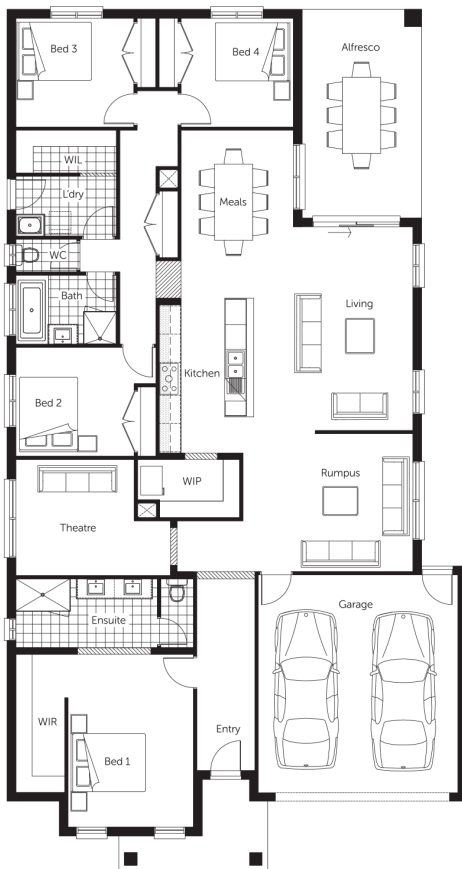 Bed 3
Bed 4
Alfresco
WIL
L'dry
Meals
WC
Bath
Living
Kitchen
Bed 2
WIP
Rumpus
Theatre
Garage
Ensuite
WIR
Entry
Bed 1